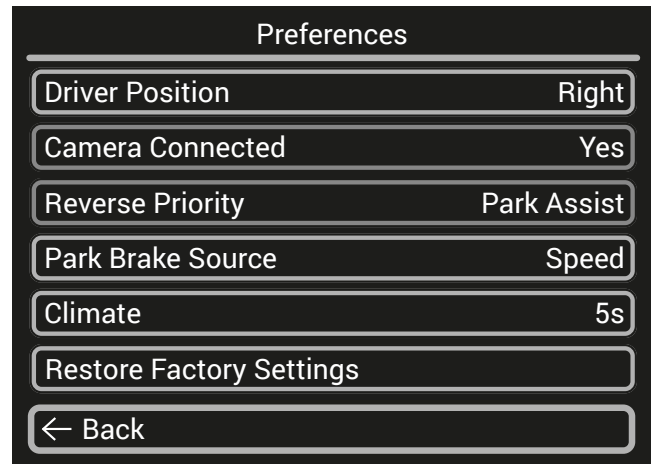 Preferences
Driver Position Right
Camera Connected Yes
Reverse Priority Park Assist
Park Brake Source Speed
Climate 5s
Restore Factory Settings
← Back